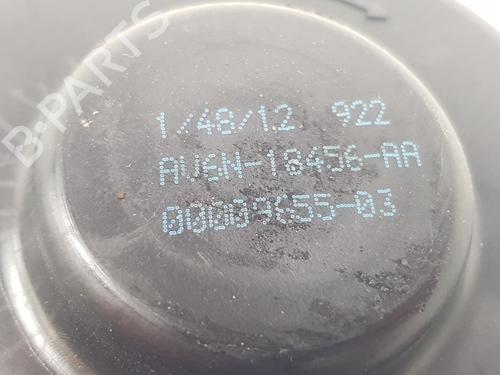 B-PARTS
1/48/12 922
AV6N-18456-AA
00009655-03